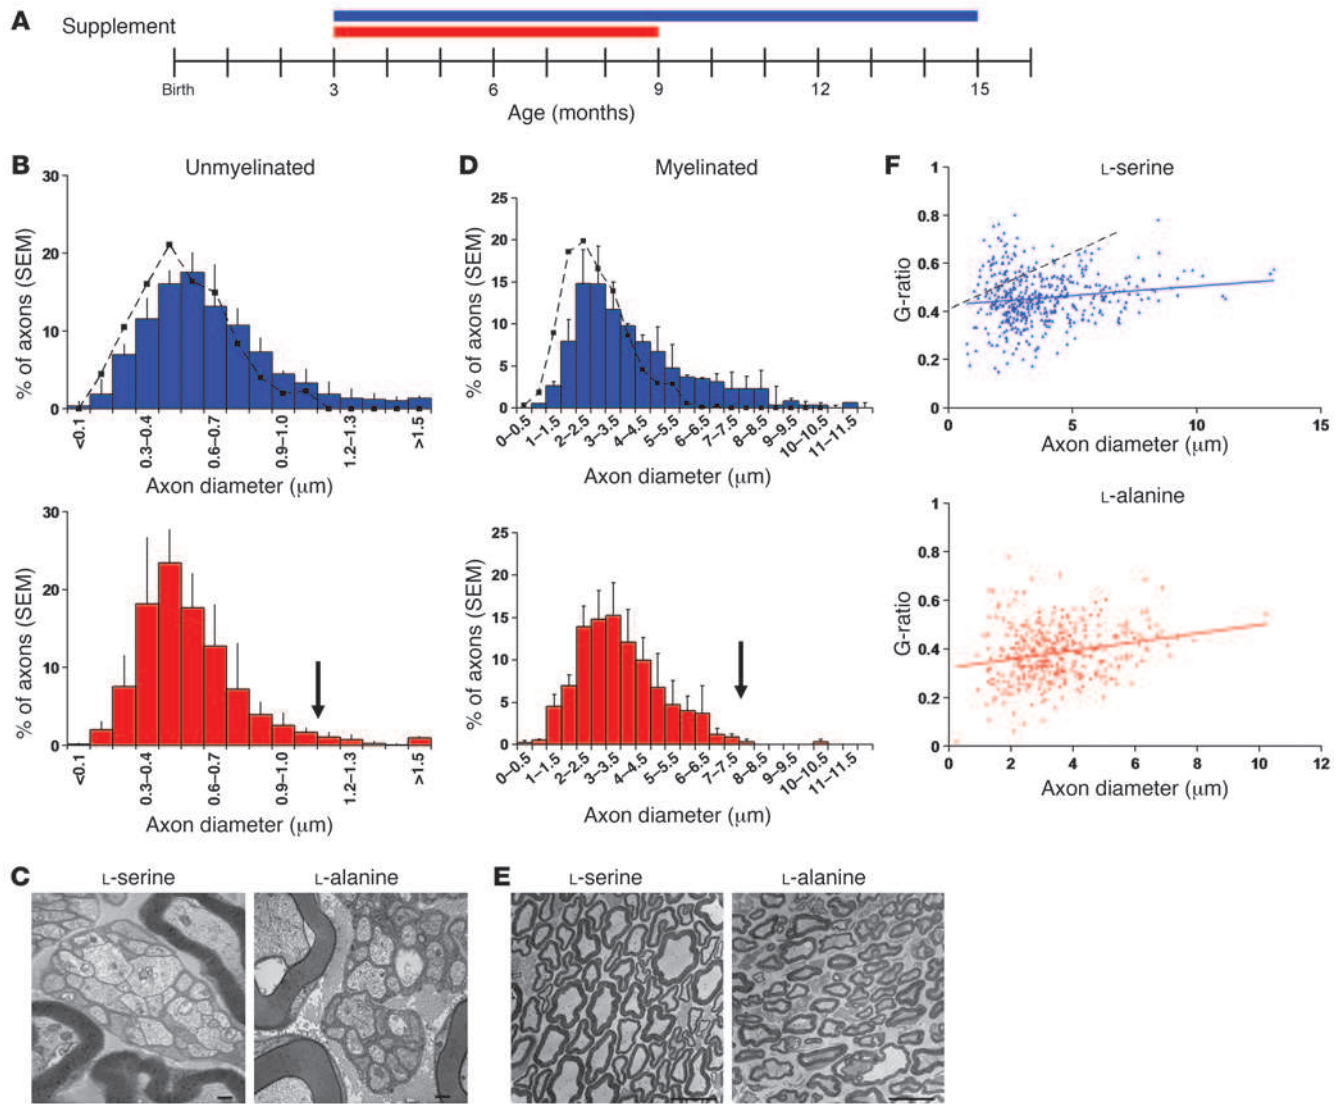 A
Supplement
Birth 3 6 9 12 15
Age (months)
B
Unmyelinated
% of axons (SEM)
30
20
10
0
<0.1 0.3–0.4 0.6–0.7 0.9–1.0 1.2–1.3 >1.5
Axon diameter (μm)
% of axons (SEM)
30
20
10
0
<0.1 0.3–0.4 0.6–0.7 0.9–1.0 1.2–1.3 >1.5
Axon diameter (μm)
D
Myelinated
% of axons (SEM)
25
20
15
10
5
0
0–0.5 1–1.5 2–2.5 3–3.5 4–4.5 5–5.5 6–6.5 7–7.5 8–8.5 9–9.5 10–10.5 11–11.5
Axon diameter (μm)
% of axons (SEM)
25
20
15
10
5
0
0–0.5 1–1.5 2–2.5 3–3.5 4–4.5 5–5.5 6–6.5 7–7.5 8–8.5 9–9.5 10–10.5 11–11.5
Axon diameter (μm)
F
L-serine
G-ratio
1
0.8
0.6
0.4
0.2
0
0 5 10 15
Axon diameter (μm)
L-alanine
G-ratio
1
0.8
0.6
0.4
0.2
0
0 2 4 6 8 10 12
Axon diameter (μm)
C
L-serine L-alanine
E
L-serine L-alanine